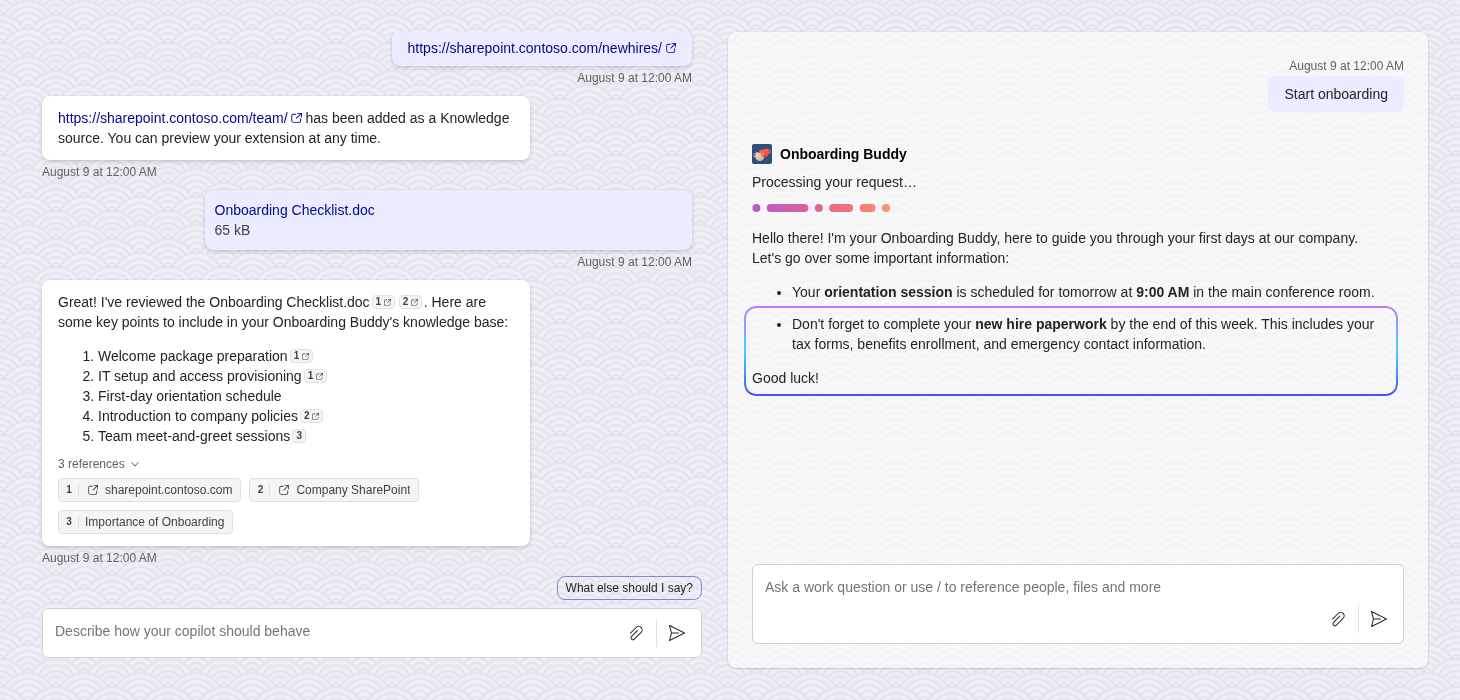 https://sharepoint.contoso.com/newhires/
August 9 at 12:00 AM
https://sharepoint.contoso.com/team/ has been added as a Knowledge
source. You can preview your extension at any time.
August 9 at 12:00 AM
Onboarding Checklist.doc
65 kB
August 9 at 12:00 AM
Great! I've reviewed the Onboarding Checklist.doc 1 2 . Here are
some key points to include in your Onboarding Buddy's knowledge base:
1. Welcome package preparation 1
2. IT setup and access provisioning 1
3. First-day orientation schedule
4. Introduction to company policies 2
5. Team meet-and-greet sessions 3
3 references
1 sharepoint.contoso.com 2 Company SharePoint
3 Importance of Onboarding
August 9 at 12:00 AM
What else should I say?
Describe how your copilot should behave
August 9 at 12:00 AM
Start onboarding
Onboarding Buddy
Processing your request…
Hello there! I'm your Onboarding Buddy, here to guide you through your first days at our company.
Let's go over some important information:
• Your orientation session is scheduled for tomorrow at 9:00 AM in the main conference room.
• Don't forget to complete your new hire paperwork by the end of this week. This includes your
tax forms, benefits enrollment, and emergency contact information.
Good luck!
Ask a work question or use / to reference people, files and more